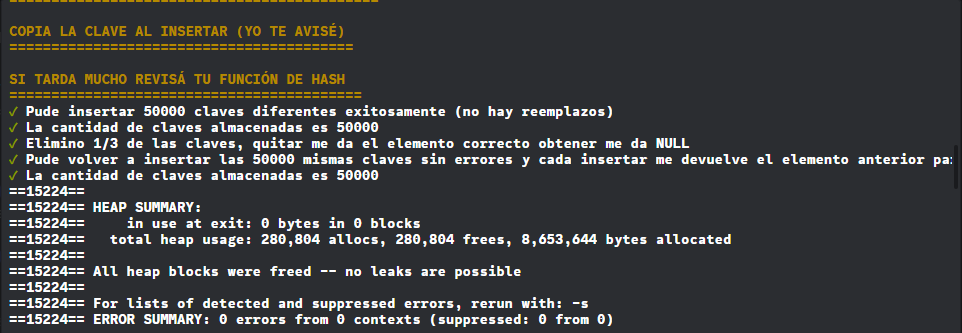 =============================================
COPIA LA CLAVE AL INSERTAR (YO TE AVISÉ)
=========================================
SI TARDA MUCHO REVISÁ TU FUNCIÓN DE HASH
==========================================
✓ Pude insertar 50000 claves diferentes exitosamente (no hay reemplazos)
✓ La cantidad de claves almacenadas es 50000
✓ Elimino 1/3 de las claves, quitar me da el elemento correcto obtener me da NULL
✓ Pude volver a insertar las 50000 mismas claves sin errores y cada insertar me devuelve el elemento anterior
✓ La cantidad de claves almacenadas es 50000
==15224==
==15224== HEAP SUMMARY:
==15224==     in use at exit: 0 bytes in 0 blocks
==15224==   total heap usage: 280,804 allocs, 280,804 frees, 8,653,644 bytes allocated
==15224==
==15224== All heap blocks were freed -- no leaks are possible
==15224==
==15224== For lists of detected and suppressed errors, rerun with: -s
==15224== ERROR SUMMARY: 0 errors from 0 contexts (suppressed: 0 from 0)